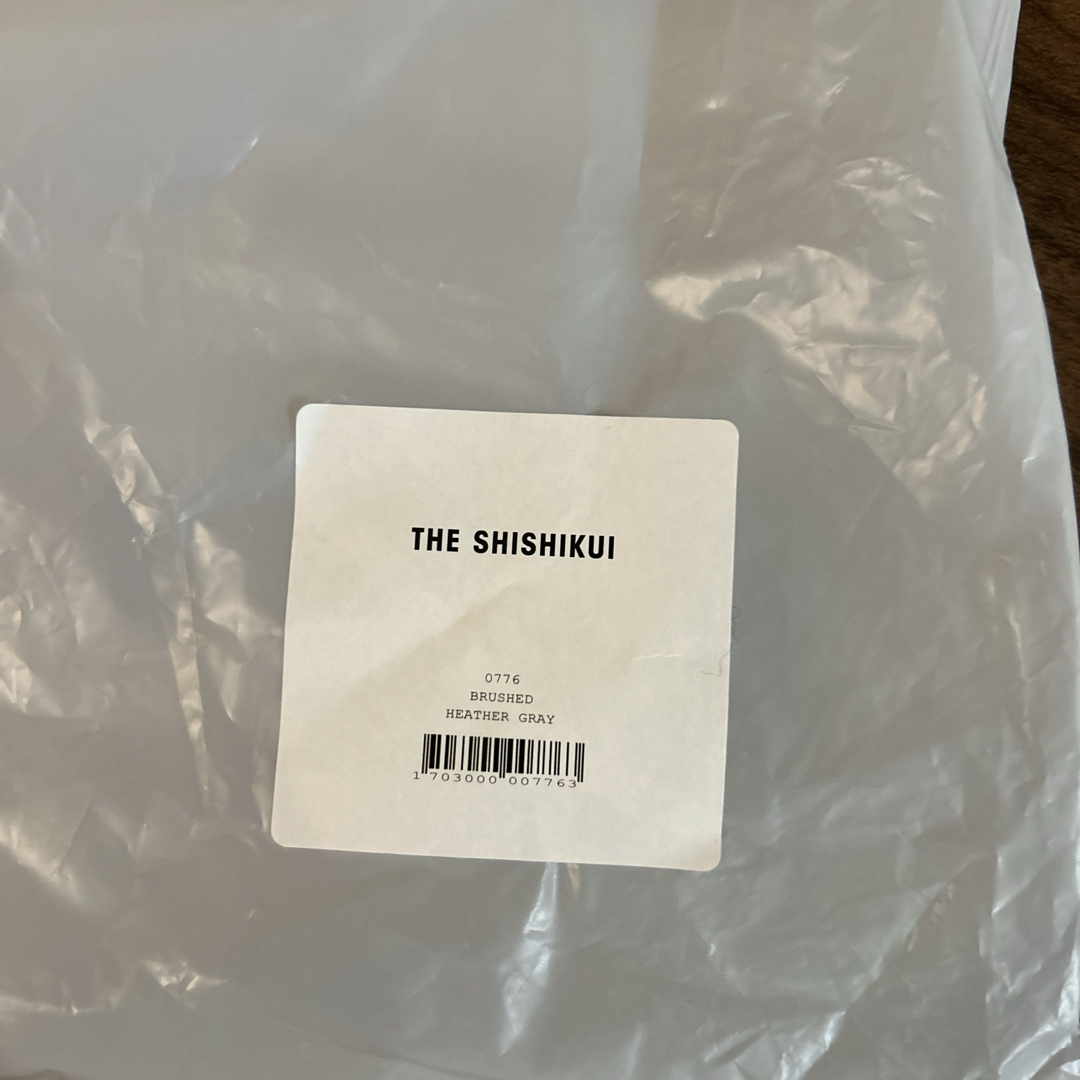 THE SHISHIKUI
0776
BRUSHED
HEATHER GRAY
1 703000 007763